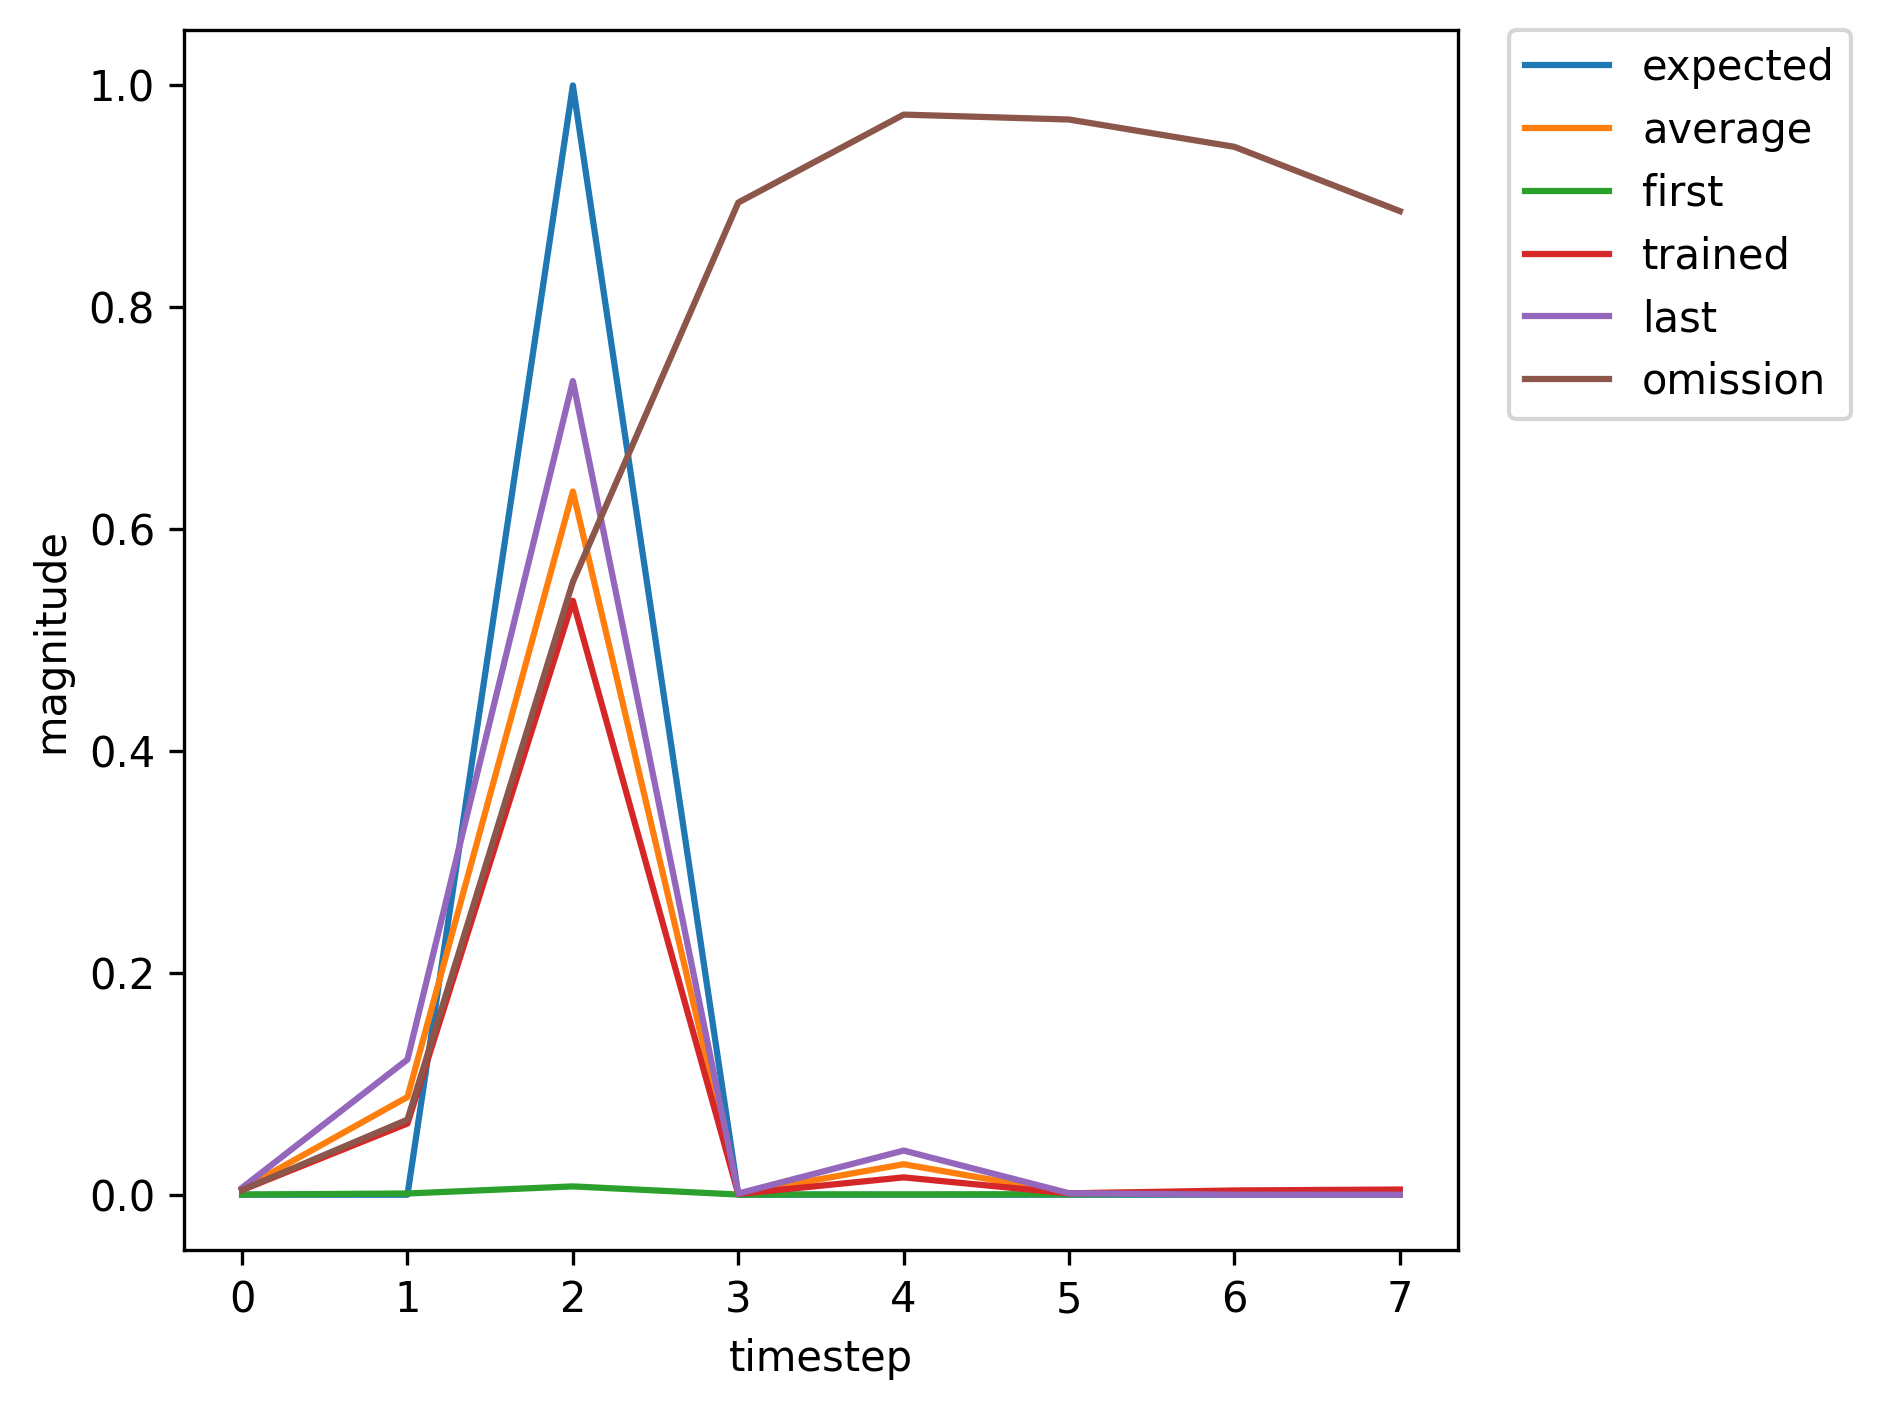 1.0
0.8
0.6
0.4
0.2
0.0
magnitude
0 1 2 3 4 5 6 7
timestep
expected
average
first
trained
last
omission